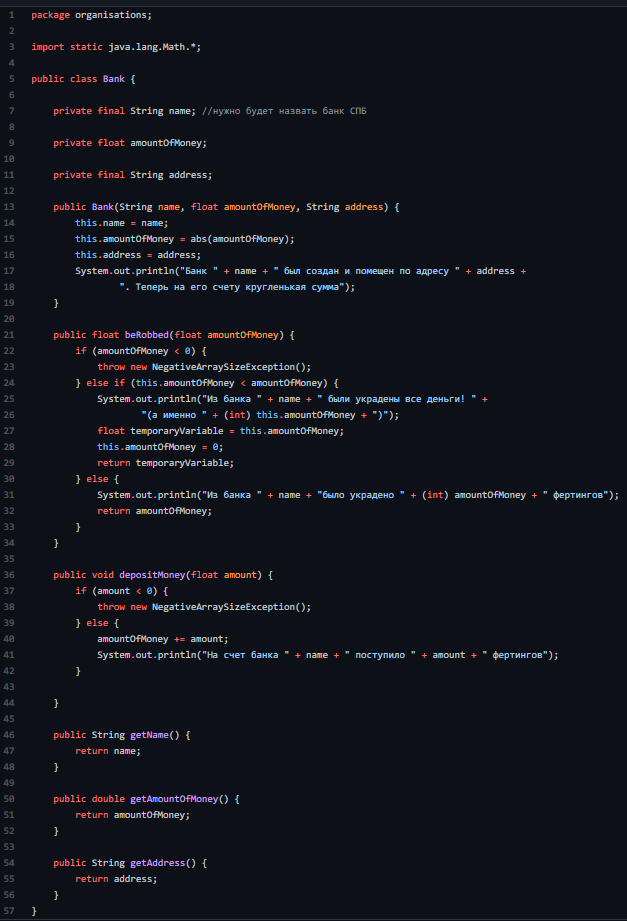 1 package organisations;
2
3 import static java.lang.Math.*;
4
5 public class Bank {
6
7     private final String name; //нужно будет назвать банк СПБ
8
9     private float amountOfMoney;
10
11     private final String address;
12
13     public Bank(String name, float amountOfMoney, String address) {
14         this.name = name;
15         this.amountOfMoney = abs(amountOfMoney);
16         this.address = address;
17         System.out.println("Банк " + name + " был создан и помещен по адресу " + address +
18                 ". Теперь на его счету кругленькая сумма");
19     }
20
21     public float beRobbed(float amountOfMoney) {
22         if (amountOfMoney < 0) {
23             throw new NegativeArraySizeException();
24         } else if (this.amountOfMoney < amountOfMoney) {
25             System.out.println("Из банка " + name + " были украдены все деньги! " +
26                     "(а именно " + (int) this.amountOfMoney + ")");
27             float temporaryVariable = this.amountOfMoney;
28             this.amountOfMoney = 0;
29             return temporaryVariable;
30         } else {
31             System.out.println("Из банка " + name + "было украдено " + (int) amountOfMoney + " фертингов");
32             return amountOfMoney;
33         }
34     }
35
36     public void depositMoney(float amount) {
37         if (amount < 0) {
38             throw new NegativeArraySizeException();
39         } else {
40             amountOfMoney += amount;
41             System.out.println("На счет банка " + name + " поступило " + amount + " фертингов");
42         }
43
44     }
45
46     public String getName() {
47         return name;
48     }
49
50     public double getAmountOfMoney() {
51         return amountOfMoney;
52     }
53
54     public String getAddress() {
55         return address;
56     }
57 }